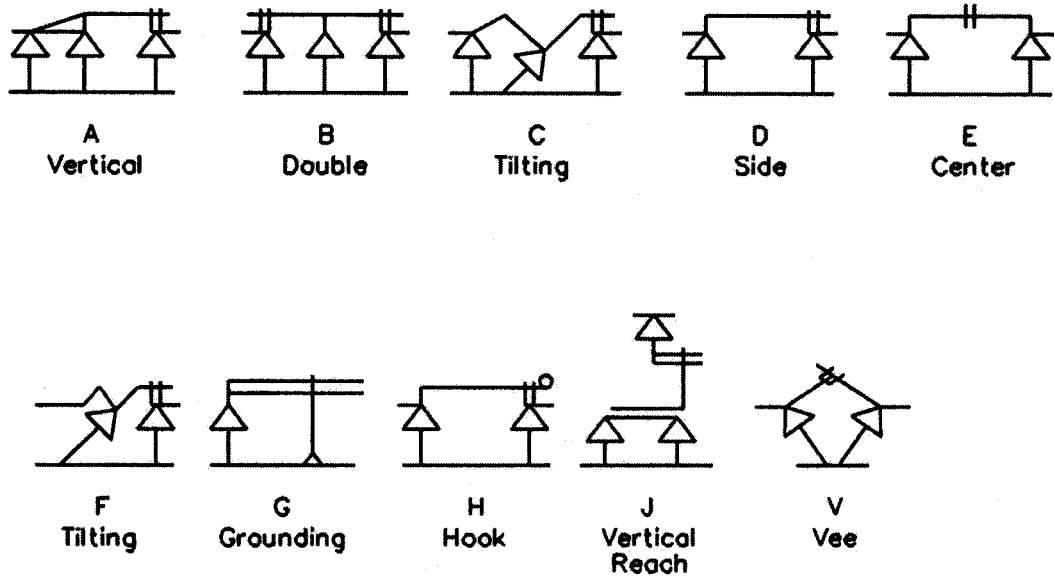 A
Vertical
B
Double
C
Tilting
D
Side
E
Center
F
Tilting
G
Grounding
H
Hook
J
Vertical
Reach
V
Vee